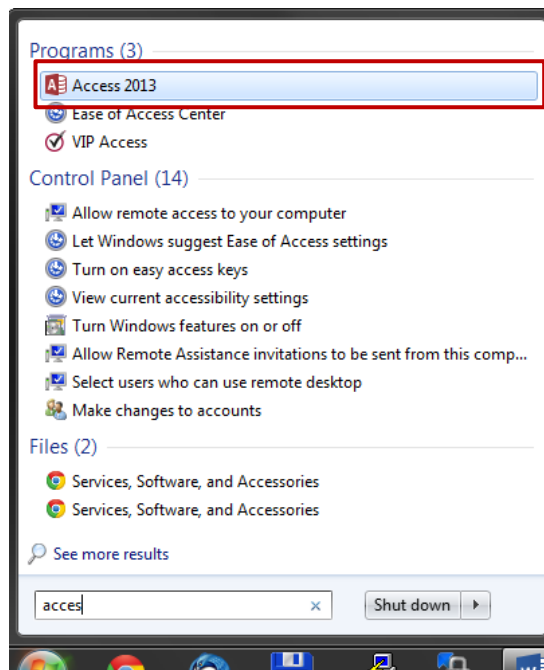 Programs (3)
Access 2013
Ease of Access Center
VIP Access
Control Panel (14)
Allow remote access to your computer
Let Windows suggest Ease of Access settings
Turn on easy access keys
View current accessibility settings
Turn Windows features on or off
Allow Remote Assistance invitations to be sent from this comp...
Select users who can use remote desktop
Make changes to accounts
Files (2)
Services, Software, and Accessories
Services, Software, and Accessories
See more results
acces
Shut down